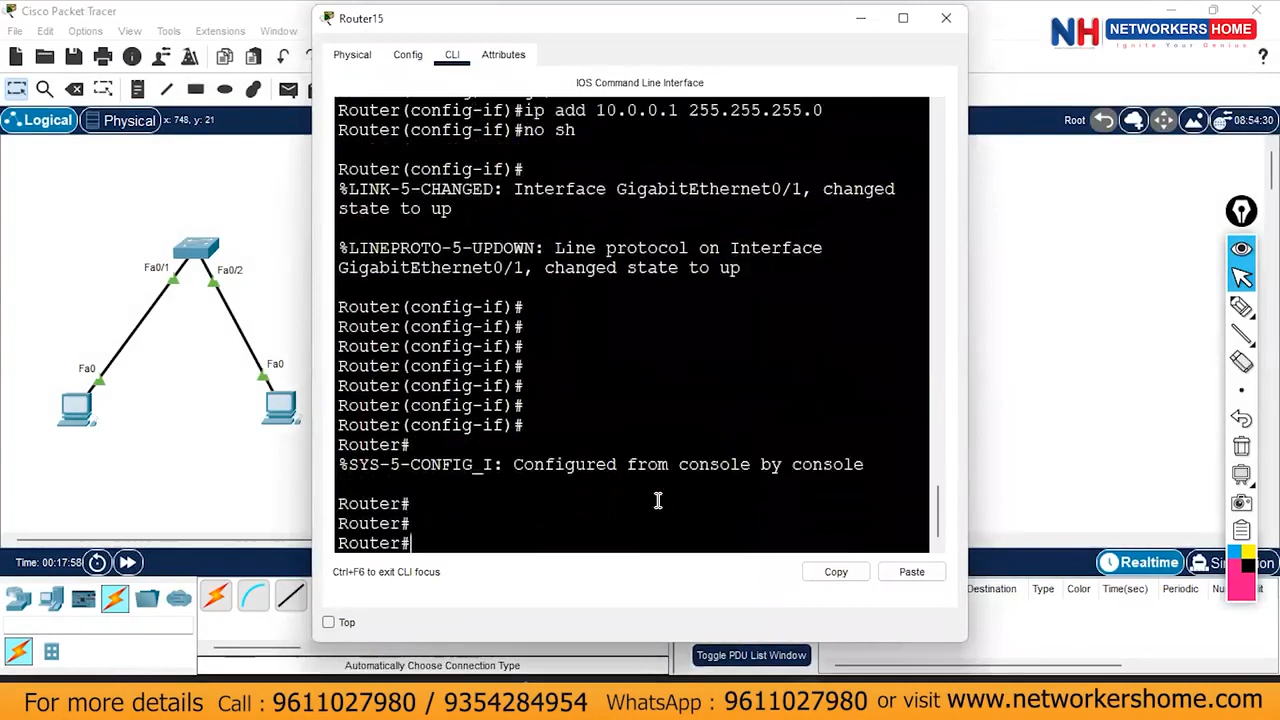 Cisco Packet Tracer
File Edit Options View Tools Extensions Window
Logical Physical x: 748, y: 21
Root 08:54:30
NH NETWORKERS HOME
Ignite Your Genius
Router15
Physical Config CLI Attributes
IOS Command Line Interface
Router(config-if)#ip add 10.0.0.1 255.255.255.0
Router(config-if)#no sh
Router(config-if)#
%LINK-5-CHANGED: Interface GigabitEthernet0/1, changed
state to up
%LINEPROTO-5-UPDOWN: Line protocol on Interface
GigabitEthernet0/1, changed state to up
Router(config-if)#
Router(config-if)#
Router(config-if)#
Router(config-if)#
Router(config-if)#
Router(config-if)#
Router(config-if)#
Router#
%SYS-5-CONFIG_I: Configured from console by console
Router#
Router#
Router#
Ctrl+F6 to exit CLI focus
Copy Paste
Top
Fa0/1 Fa0/2
Fa0 Fa0
Time: 00:17:58
Realtime
Destination Type Color Time(sec) Periodic
Automatically Choose Connection Type
Toggle PDU List Window
For more details Call : 9611027980 / 9354284954 WhatsApp : 9611027980 or visit www.networkershome.com